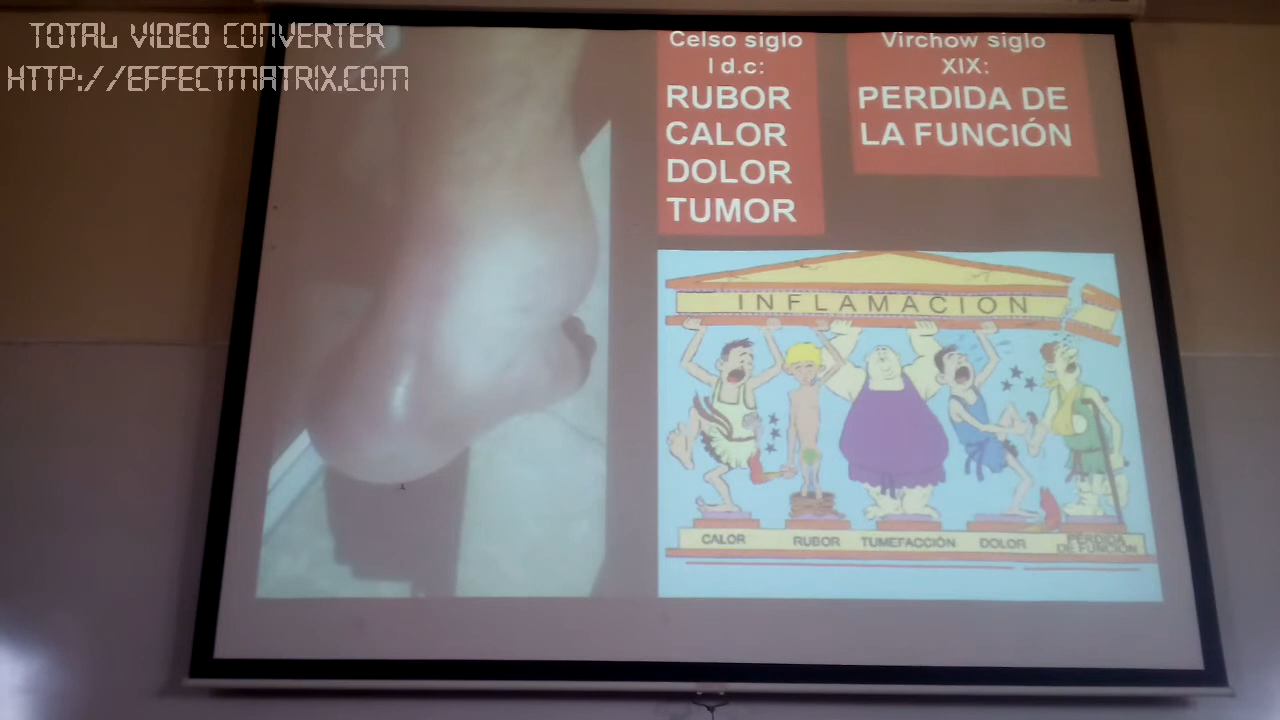 TOTAL VIDEO CONVERTER
HTTP://EFFECTMATRIX.COM
Celso siglo
I d.c:
RUBOR
CALOR
DOLOR
TUMOR
Virchow siglo
XIX:
PERDIDA DE
LA FUNCIÓN
INFLAMACION
CALOR
RUBOR
TUMEFACCIÓN
DOLOR
PÉRDIDA
DE FUNCIÓN